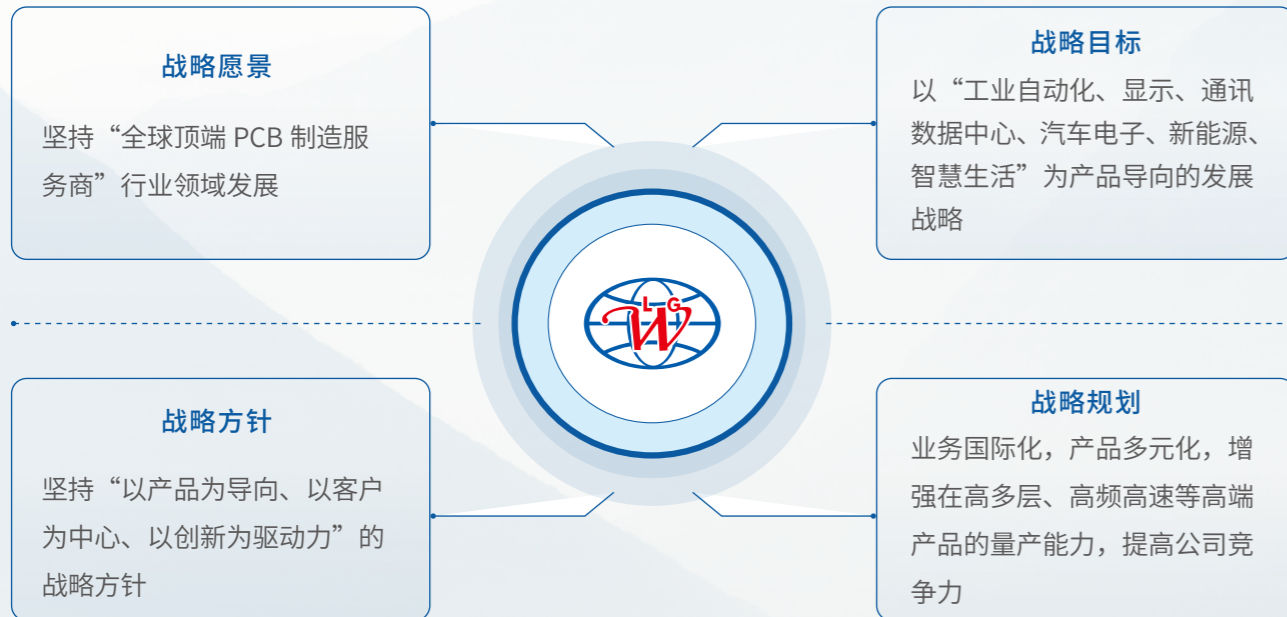 战略愿景
坚持“全球顶端 PCB 制造服
务商”行业领域发展
战略目标
以“工业自动化、显示、通讯
数据中心、汽车电子、新能源、
智慧生活”为产品导向的发展
战略
L G
W
战略方针
坚持“以产品为导向、以客户
为中心、以创新为驱动力”的
战略方针
战略规划
业务国际化，产品多元化，增
强在高多层、高频高速等高端
产品的量产能力，提高公司竞
争力